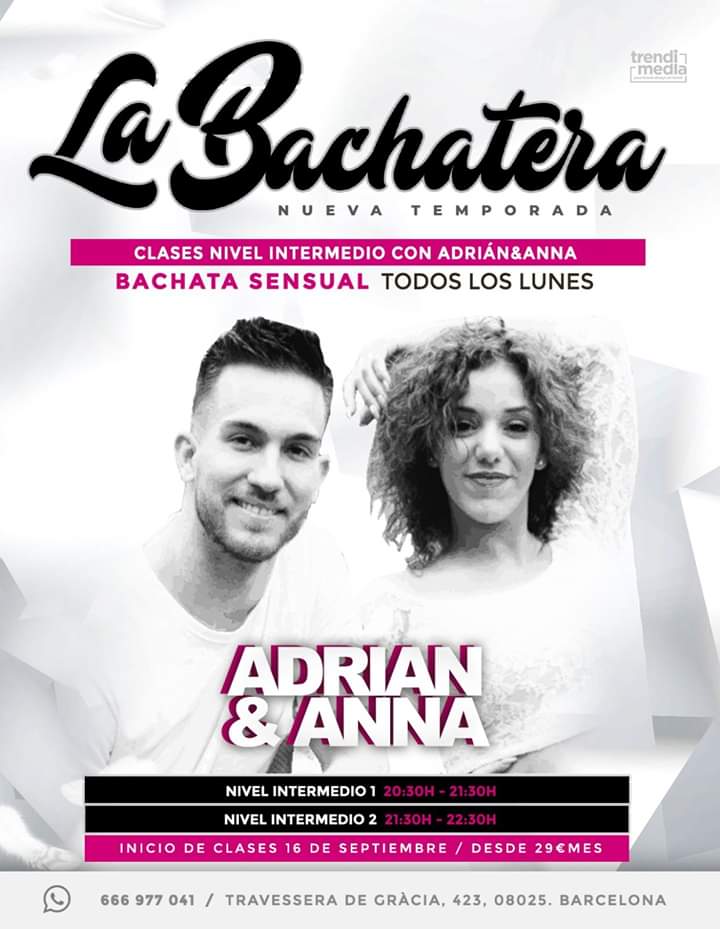 trendi
media
La Bachatera
NUEVA TEMPORADA
CLASES NIVEL INTERMEDIO CON ADRIÁN&ANNA
BACHATA SENSUAL TODOS LOS LUNES
ADRIAN
& ANNA
NIVEL INTERMEDIO 1 20:30H - 21:30H
NIVEL INTERMEDIO 2 21:30H - 22:30H
INICIO DE CLASES 16 DE SEPTIEMBRE / DESDE 29€MES
666 977 041 / TRAVESSERA DE GRÀCIA, 423, 08025. BARCELONA